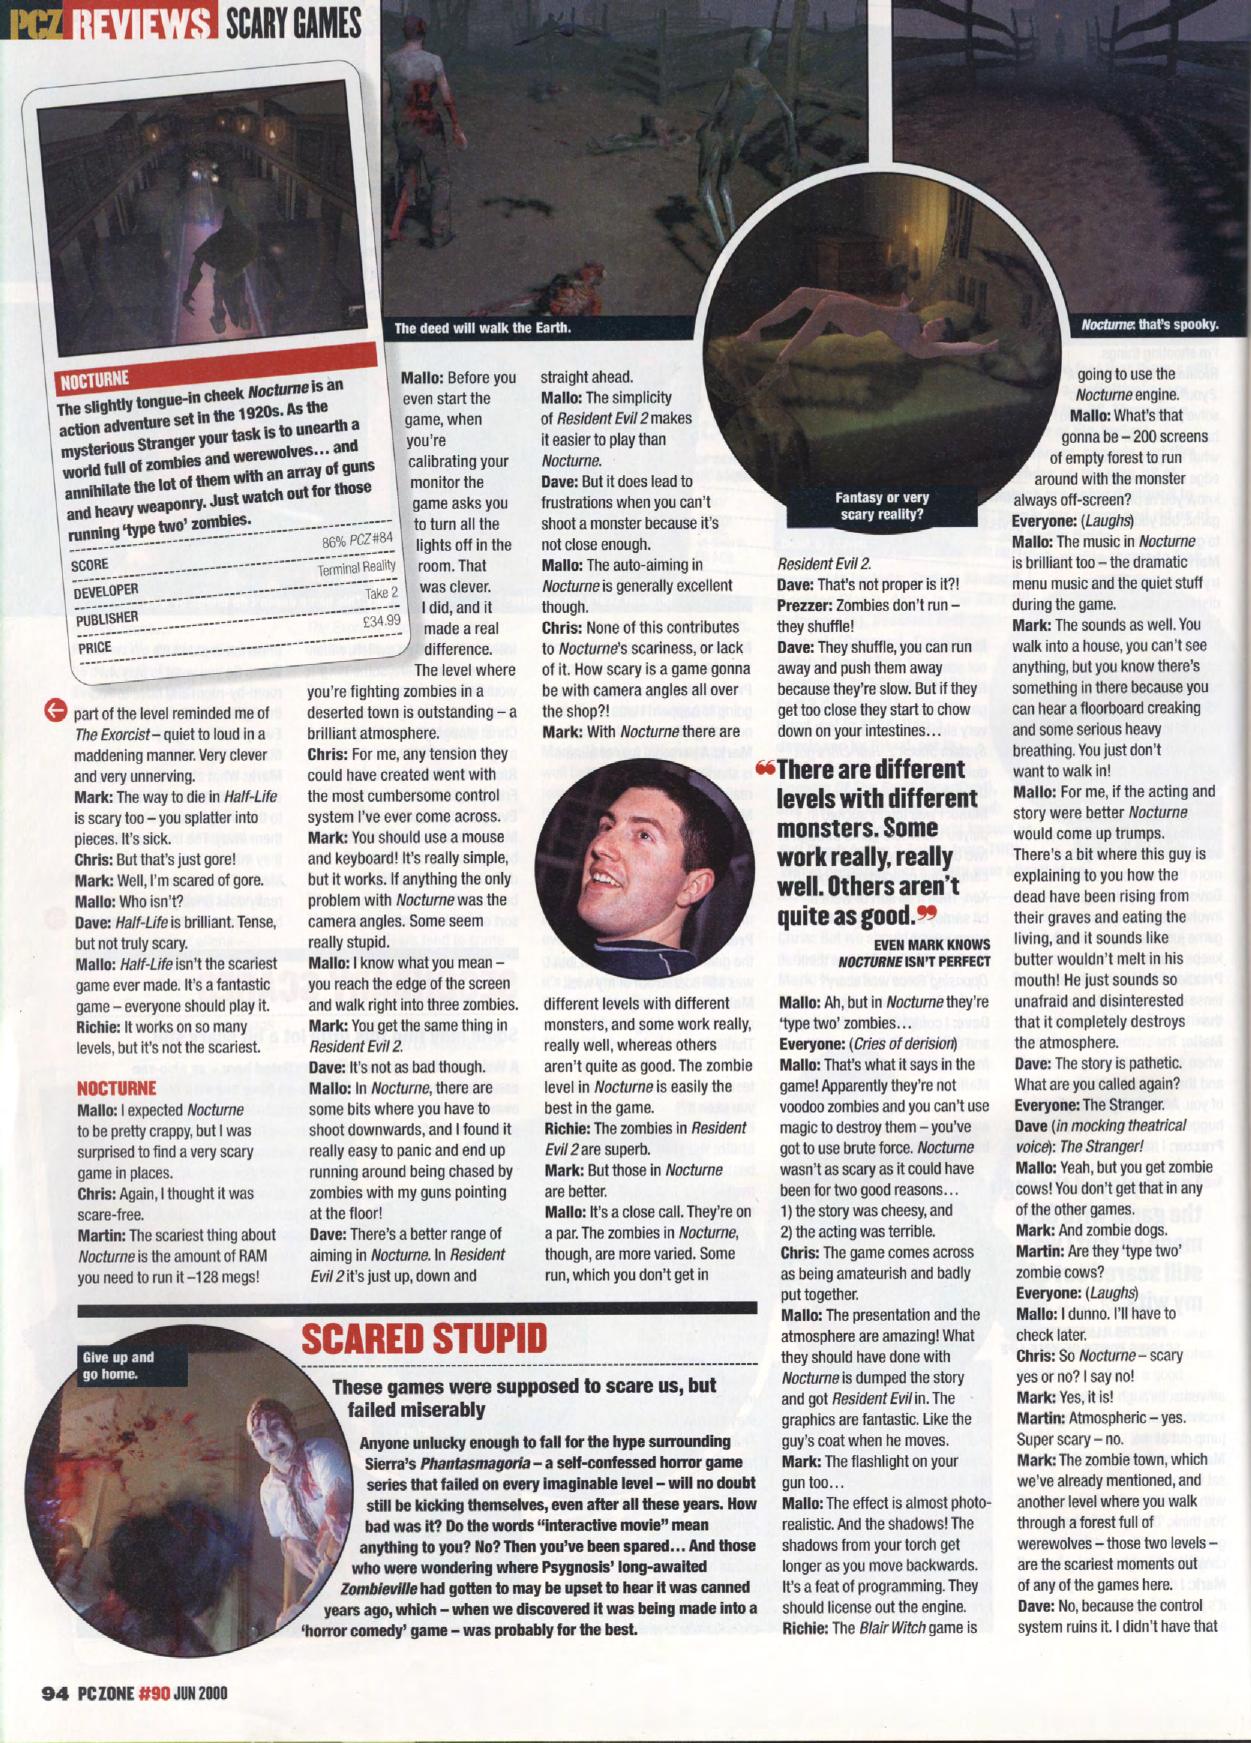 PCZ REVIEWS SCARY GAMES
The deed will walk the Earth.
Nocturne: that's spooky.
Fantasy or very
scary reality?
NOCTURNE
The slightly tongue-in cheek Nocturne is an
action adventure set in the 1920s. As the
mysterious Stranger your task is to unearth a
world full of zombies and werewolves... and
annihilate the lot of them with an array of guns
and heavy weaponry. Just watch out for those
running 'type two' zombies.
SCORE 86% PCZ #84
DEVELOPER Terminal Reality
PUBLISHER Take 2
PRICE £34.99
part of the level reminded me of
The Exorcist – quiet to loud in a
maddening manner. Very clever
and very unnerving.
Mark: The way to die in Half-Life
is scary too – you splatter into
pieces. It's sick.
Chris: But that's just gore!
Mark: Well, I'm scared of gore.
Mallo: Who isn't?
Dave: Half-Life is brilliant. Tense,
but not truly scary.
Mallo: Half-Life isn't the scariest
game ever made. It's a fantastic
game – everyone should play it.
Richie: It works on so many
levels, but it's not the scariest.
NOCTURNE
Mallo: I expected Nocturne
to be pretty crappy, but I was
surprised to find a very scary
game in places.
Chris: Again, I thought it was
scare-free.
Martin: The scariest thing about
Nocturne is the amount of RAM
you need to run it –128 megs!
Mallo: Before you
even start the
game, when
you're
calibrating your
monitor the
game asks you
to turn all the
lights off in the
room. That
was clever.
I did, and it
made a real
difference.
The level where
you're fighting zombies in a
deserted town is outstanding – a
brilliant atmosphere.
Chris: For me, any tension they
could have created went with
the most cumbersome control
system I've ever come across.
Mark: You should use a mouse
and keyboard! It's really simple,
but it works. If anything the only
problem with Nocturne was the
camera angles. Some seem
really stupid.
Mallo: I know what you mean –
you reach the edge of the screen
and walk right into three zombies.
Mark: You get the same thing in
Resident Evil 2.
Dave: It's not as bad though.
Mallo: In Nocturne, there are
some bits where you have to
shoot downwards, and I found it
really easy to panic and end up
running around being chased by
zombies with my guns pointing
at the floor!
Dave: There's a better range of
aiming in Nocturne. In Resident
Evil 2 it's just up, down and
straight ahead.
Mallo: The simplicity
of Resident Evil 2 makes
it easier to play than
Nocturne.
Dave: But it does lead to
frustrations when you can't
shoot a monster because it's
not close enough.
Mallo: The auto-aiming in
Nocturne is generally excellent
though.
Chris: None of this contributes
to Nocturne's scariness, or lack
of it. How scary is a game gonna
be with camera angles all over
the shop?!
Mark: With Nocturne there are
different levels with different
monsters, and some work really,
really well, whereas others
aren't quite as good. The zombie
level in Nocturne is easily the
best in the game.
Richie: The zombies in Resident
Evil 2 are superb.
Mark: But those in Nocturne
are better.
Mallo: It's a close call. They're on
a par. The zombies in Nocturne,
though, are more varied. Some
run, which you don't get in
Resident Evil 2.
Dave: That's not proper is it?!
Prezzer: Zombies don't run –
they shuffle!
Dave: They shuffle, you can run
away and push them away
because they're slow. But if they
get too close they start to chow
down on your intestines...
“There are different
levels with different
monsters. Some
work really, really
well. Others aren't
quite as good.”
EVEN MARK KNOWS
NOCTURNE ISN'T PERFECT
Mallo: Ah, but in Nocturne they're
'type two' zombies...
Everyone: (Cries of derision)
Mallo: That's what it says in the
game! Apparently they're not
voodoo zombies and you can't use
magic to destroy them – you've
got to use brute force. Nocturne
wasn't as scary as it could have
been for two good reasons...
1) the story was cheesy, and
2) the acting was terrible.
Chris: The game comes across
as being amateurish and badly
put together.
Mallo: The presentation and the
atmosphere are amazing! What
they should have done with
Nocturne is dumped the story
and got Resident Evil in. The
graphics are fantastic. Like the
guy's coat when he moves.
Mark: The flashlight on your
gun too...
Mallo: The effect is almost photo-
realistic. And the shadows! The
shadows from your torch get
longer as you move backwards.
It's a feat of programming. They
should license out the engine.
Richie: The Blair Witch game is
going to use the
Nocturne engine.
Mallo: What's that
gonna be – 200 screens
of empty forest to run
around with the monster
always off-screen?
Everyone: (Laughs)
Mallo: The music in Nocturne
is brilliant too – the dramatic
menu music and the quiet stuff
during the game.
Mark: The sounds as well. You
walk into a house, you can't see
anything, but you know there's
something in there because you
can hear a floorboard creaking
and some serious heavy
breathing. You just don't
want to walk in!
Mallo: For me, if the acting and
story were better Nocturne
would come up trumps.
There's a bit where this guy is
explaining to you how the
dead have been rising from
their graves and eating the
living, and it sounds like
butter wouldn't melt in his
mouth! He just sounds so
unafraid and disinterested
that it completely destroys
the atmosphere.
Dave: The story is pathetic.
What are you called again?
Everyone: The Stranger.
Dave (in mocking theatrical
voice): The Stranger!
Mallo: Yeah, but you get zombie
cows! You don't get that in any
of the other games.
Mark: And zombie dogs.
Martin: Are they 'type two'
zombie cows?
Everyone: (Laughs)
Mallo: I dunno. I'll have to
check later.
Chris: So Nocturne – scary
yes or no? I say no!
Mark: Yes, it is!
Martin: Atmospheric – yes.
Super scary – no.
Mark: The zombie town, which
we've already mentioned, and
another level where you walk
through a forest full of
werewolves – those two levels –
are the scariest moments out
of any of the games here.
Dave: No, because the control
system ruins it. I didn't have that
Give up and
go home.
SCARED STUPID
These games were supposed to scare us, but
failed miserably
Anyone unlucky enough to fall for the hype surrounding
Sierra's Phantasmagoria – a self-confessed horror game
series that failed on every imaginable level – will no doubt
still be kicking themselves, even after all these years. How
bad was it? Do the words “interactive movie” mean
anything to you? No? Then you've been spared... And those
who were wondering where Psygnosis' long-awaited
Zombieville had gotten to may be upset to hear it was canned
years ago, which – when we discovered it was being made into a
'horror comedy' game – was probably for the best.
94 PC ZONE #90 JUN 2000